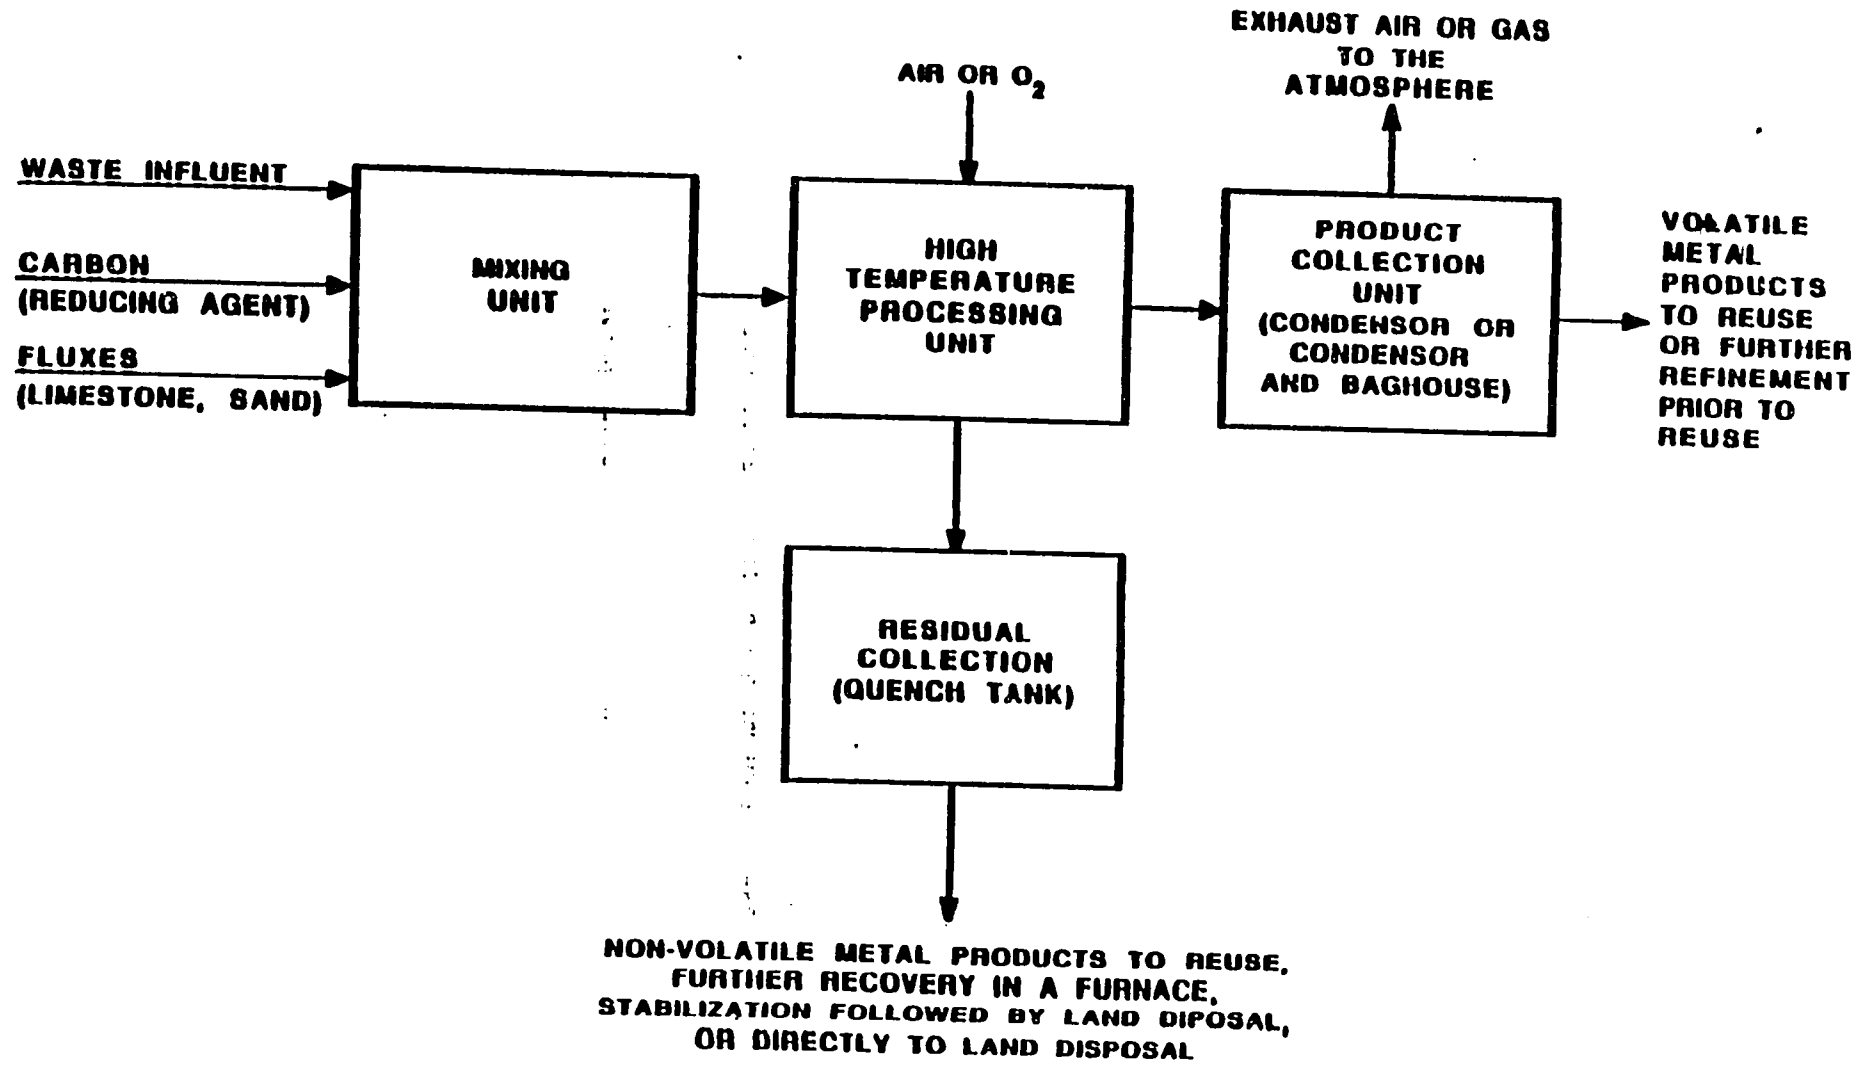 EXHAUST AIR OR GAS
TO THE
ATMOSPHERE
AIR OR O2
WASTE INFLUENT
CARBON
(REDUCING AGENT)
FLUXES
(LIMESTONE, SAND)
MIXING
UNIT
HIGH
TEMPERATURE
PROCESSING
UNIT
PRODUCT
COLLECTION
UNIT
(CONDENSOR OR
CONDENSOR
AND BAGHOUSE)
VOLATILE
METAL
PRODUCTS
TO REUSE
OR FURTHER
REFINEMENT
PRIOR TO
REUSE
RESIDUAL
COLLECTION
(QUENCH TANK)
NON-VOLATILE METAL PRODUCTS TO REUSE,
FURTHER RECOVERY IN A FURNACE,
STABILIZATION FOLLOWED BY LAND DIPOSAL,
OR DIRECTLY TO LAND DISPOSAL